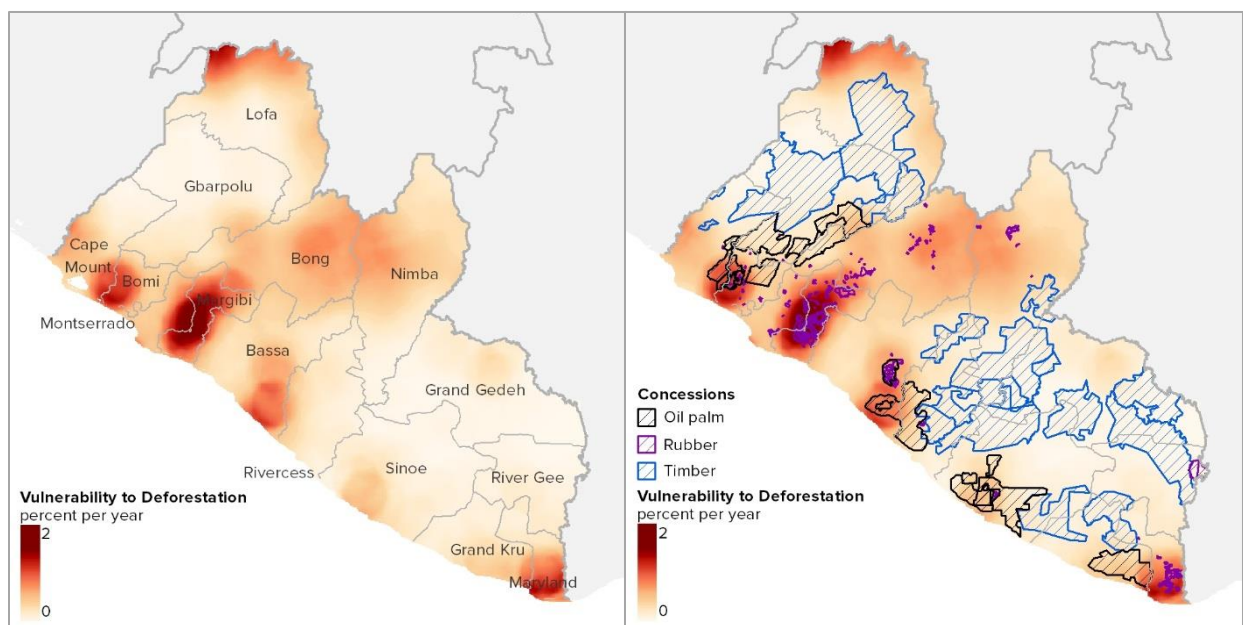 Lofa
Gbarpolu
Cape
Mount
Bomi
Bong
Nimba
Margibi
Montserrado
Bassa
Grand Gedeh
Rivercess
Sinoe
River Gee
Grand Kru
Maryland
Vulnerability to Deforestation
percent per year
2
0
Concessions
Oil palm
Rubber
Timber
Vulnerability to Deforestation
percent per year
2
0